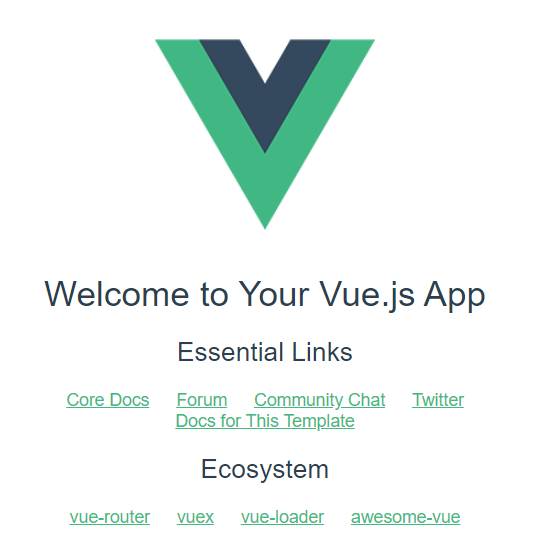 Welcome to Your Vue.js App
Essential Links
Core Docs Forum Community Chat Twitter
Docs for This Template
Ecosystem
vue-router vuex vue-loader awesome-vue